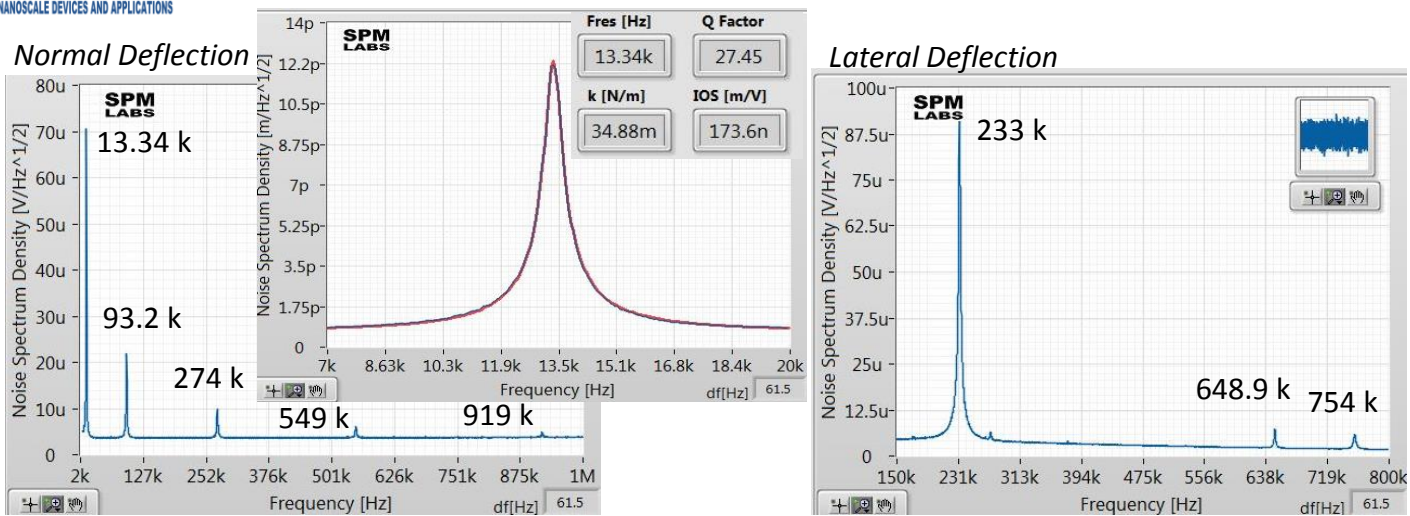 NANOSCALE DEVICES AND APPLICATIONS
Normal Deflection
Noise Spectrum Density [V/Hz^1/2]
80u
70u
60u
50u
40u
30u
20u
10u
0
SPM
LABS
13.34 k
93.2 k
274 k
549 k
919 k
2k 127k 252k 376k 501k 626k 751k 875k 1M
Frequency [Hz]
df[Hz] 61.5
Noise Spectrum Density [m/Hz^1/2]
14p
12.2p
10.5p
8.75p
7p
5.25p
3.5p
1.75p
0
SPM
LABS
Fres [Hz] Q Factor
13.34k 27.45
k [N/m] IOS [m/V]
34.88m 173.6n
7k 8.63k 10.3k 11.9k 13.5k 15.1k 16.8k 18.4k 20k
Frequency [Hz]
df[Hz] 61.5
Lateral Deflection
Noise Spectrum Density [V/Hz^1/2]
100u
87.5u
75u
62.5u
50u
37.5u
25u
12.5u
0
SPM
LABS
233 k
648.9 k
754 k
150k 231k 313k 394k 475k 556k 638k 719k 800k
Frequency [Hz]
df[Hz] 61.5